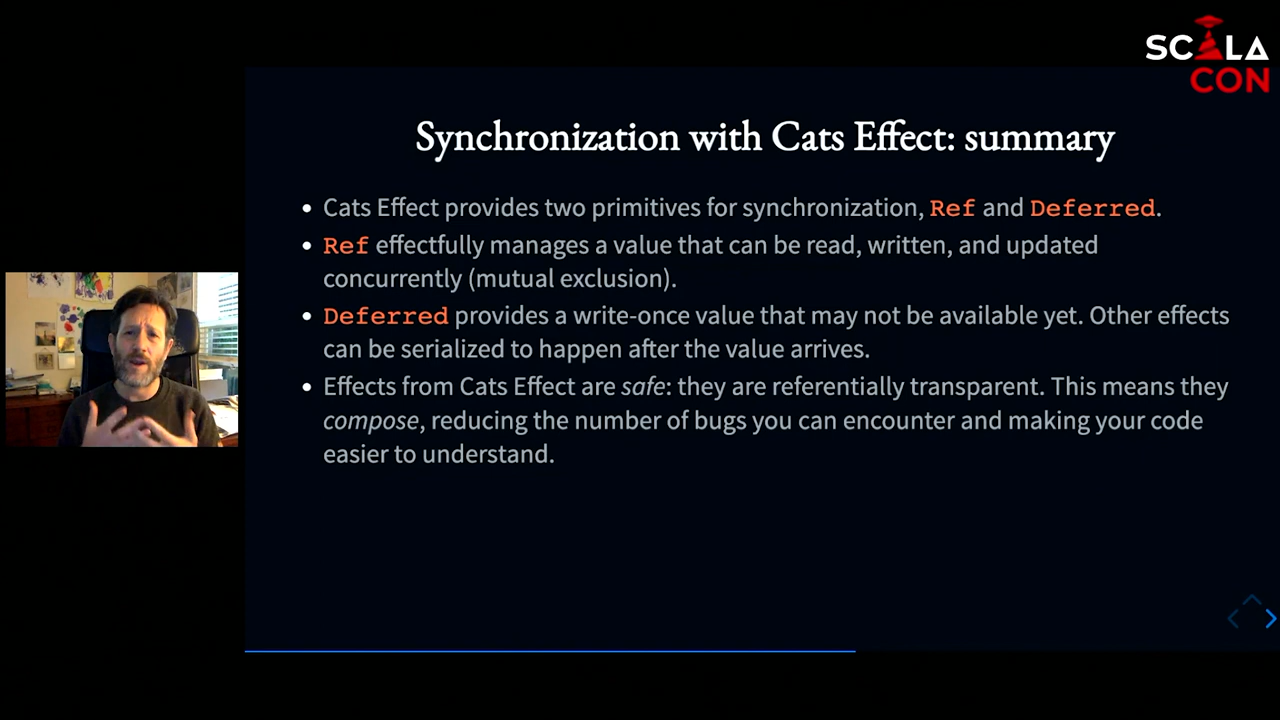 SCALA
CON
Synchronization with Cats Effect: summary
Cats Effect provides two primitives for synchronization, Ref and Deferred.
Ref effectfully manages a value that can be read, written, and updated
concurrently (mutual exclusion).
Deferred provides a write-once value that may not be available yet. Other effects
can be serialized to happen after the value arrives.
Effects from Cats Effect are safe: they are referentially transparent. This means they
compose, reducing the number of bugs you can encounter and making your code
easier to understand.